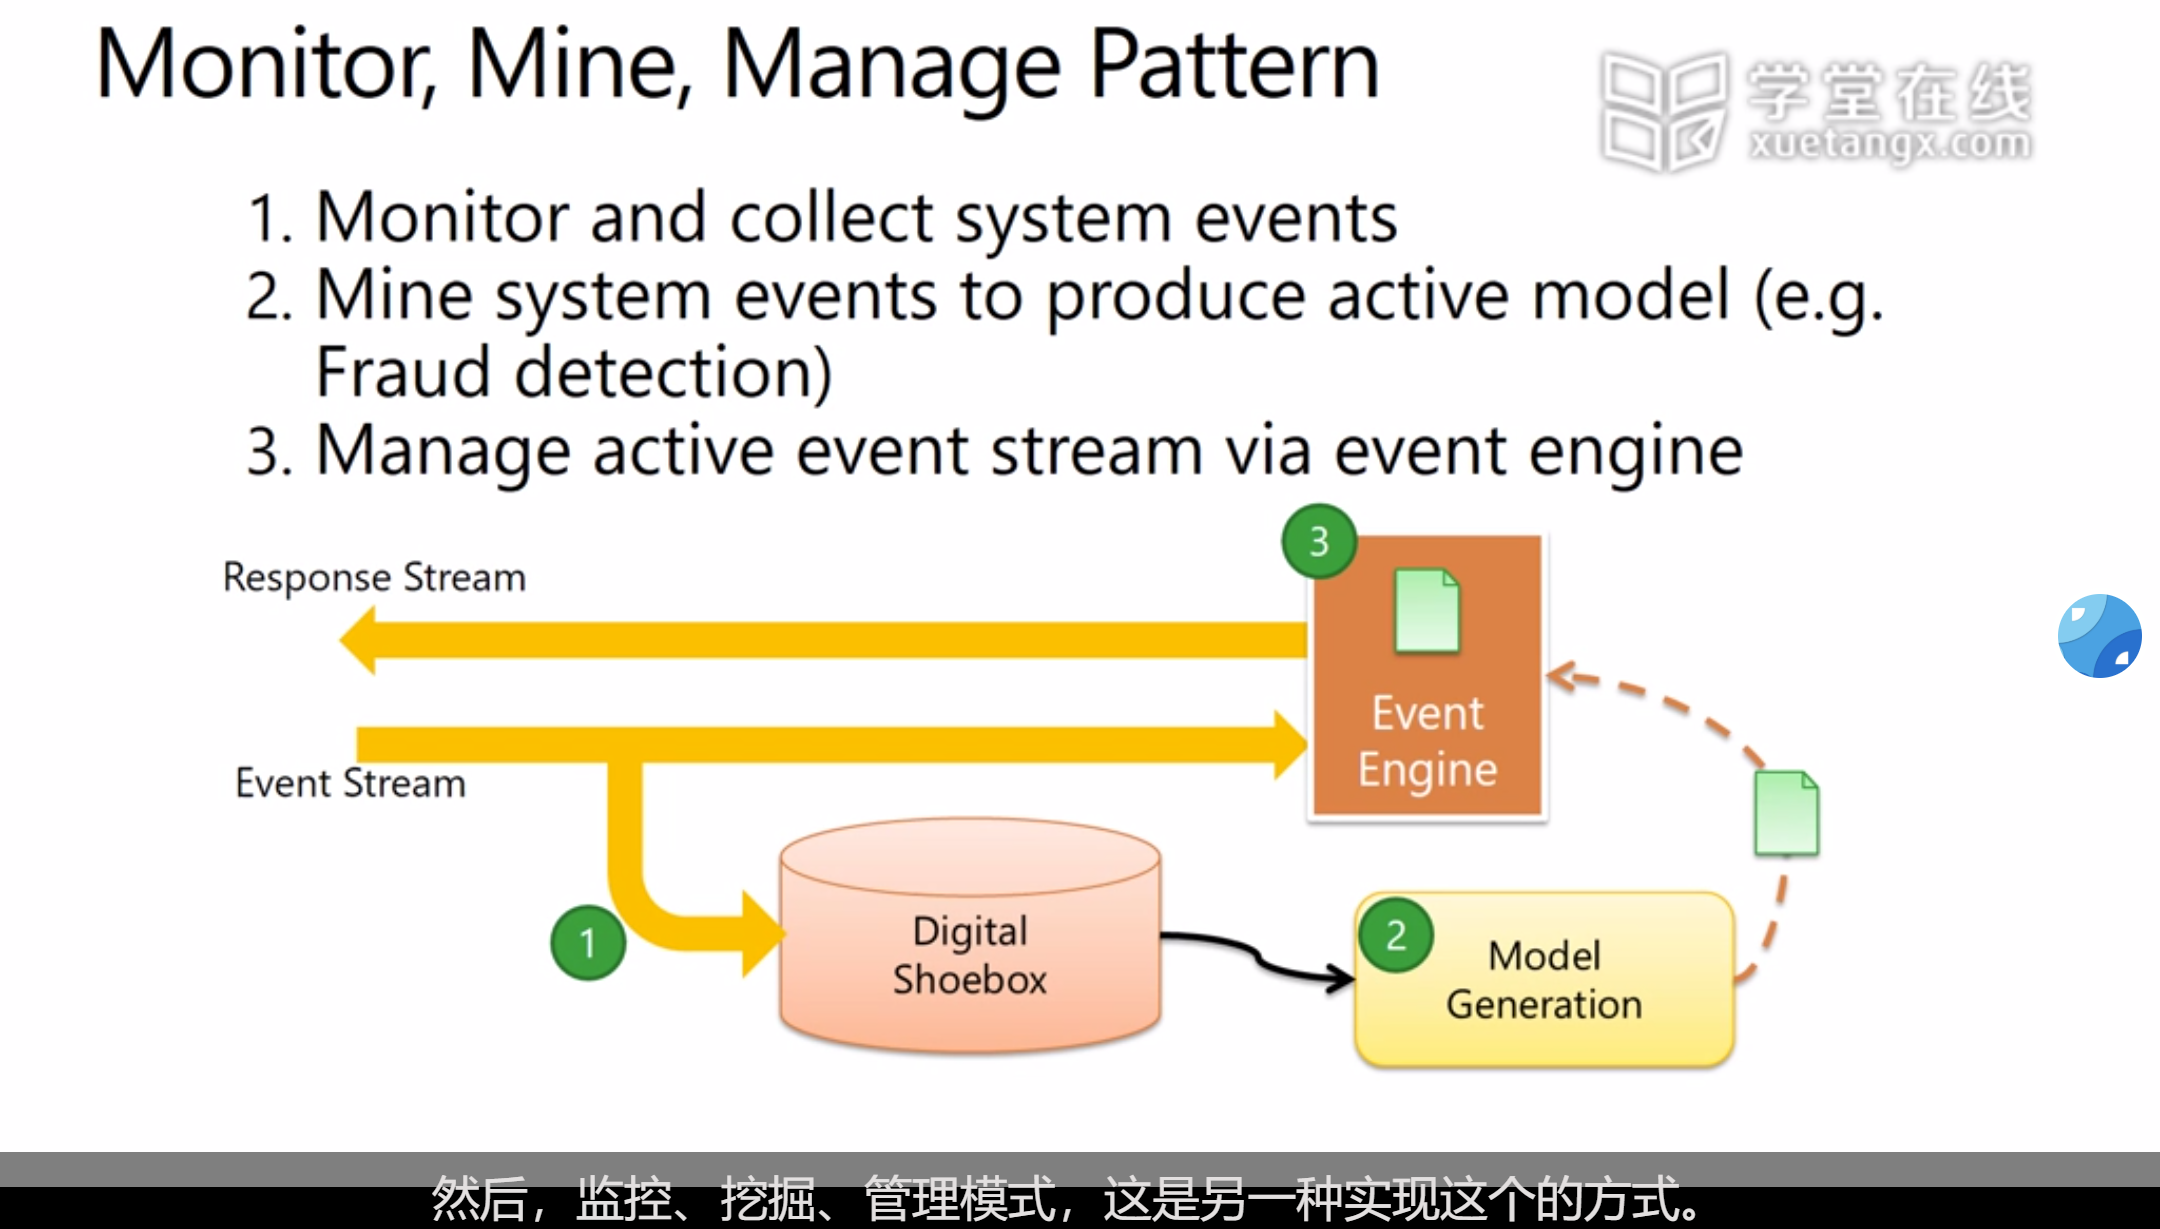 Monitor, Mine, Manage Pattern
学堂在线
xuetangx.com
1. Monitor and collect system events
2. Mine system events to produce active model (e.g.
Fraud detection)
3. Manage active event stream via event engine
Response Stream
3
Event
Engine
Event Stream
1
Digital
Shoebox
2
Model
Generation
然后，监控、挖掘、管理模式，这是另一种实现这个的方式。